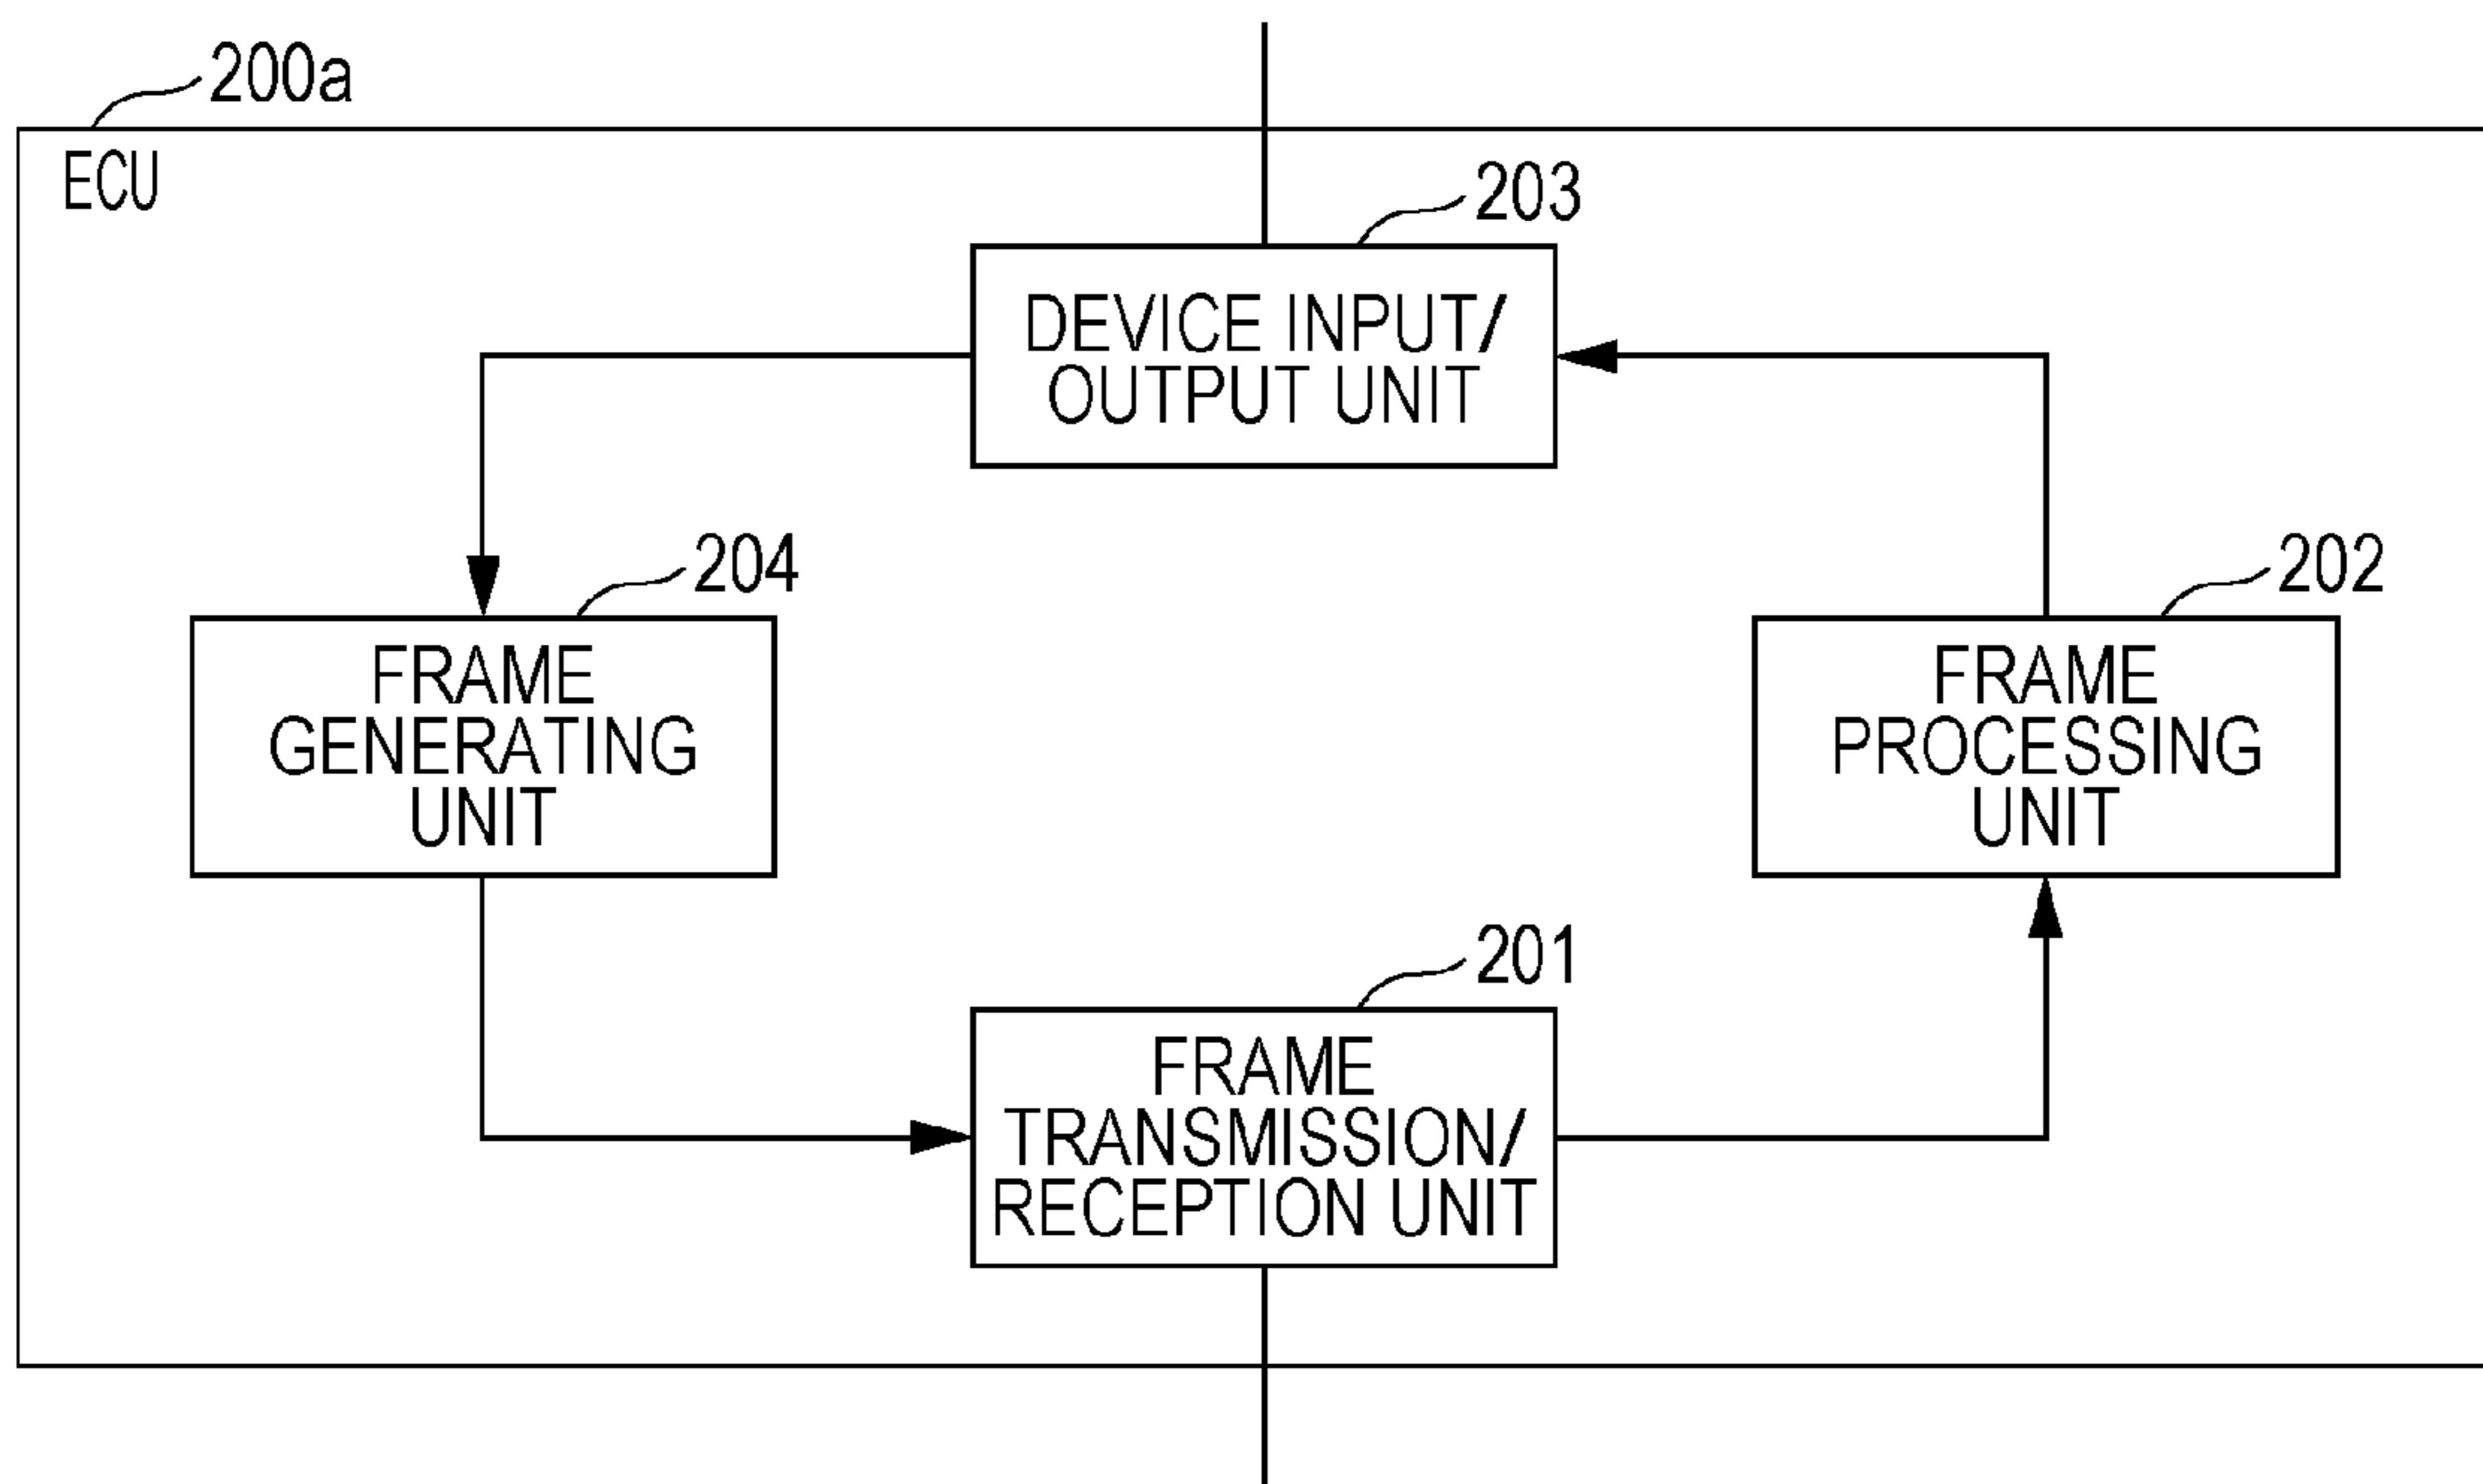 200a
ECU
203
DEVICE INPUT/
OUTPUT UNIT
204
FRAME
GENERATING
UNIT
202
FRAME
PROCESSING
UNIT
201
FRAME
TRANSMISSION/
RECEPTION UNIT